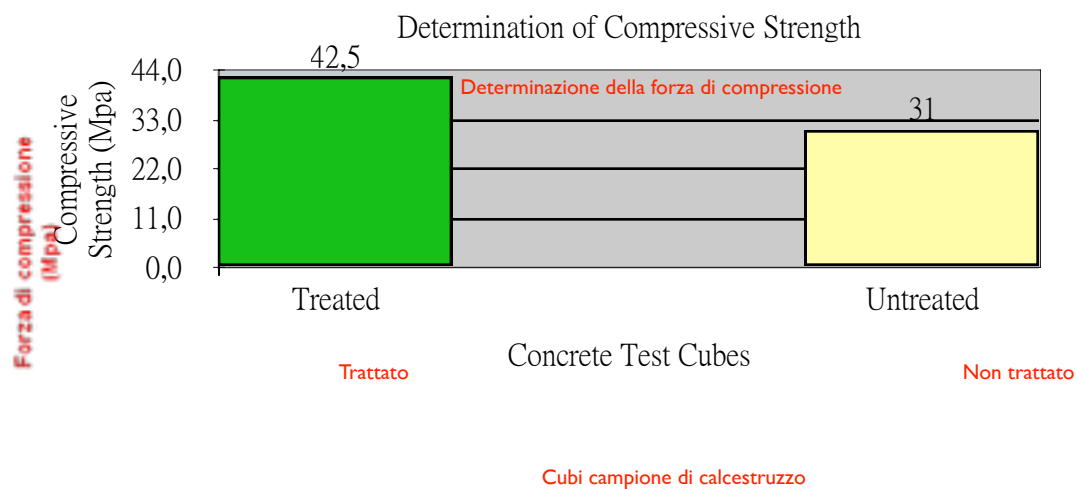 Determination of Compressive Strength
42,5
44,0
Determinazione della forza di compressione
31
33,0
22,0
11,0
0,0
Forza di compressione
(Mpa)
Compressive
Strength (Mpa)
Treated
Untreated
Concrete Test Cubes
Trattato
Non trattato
Cubi campione di calcestruzzo